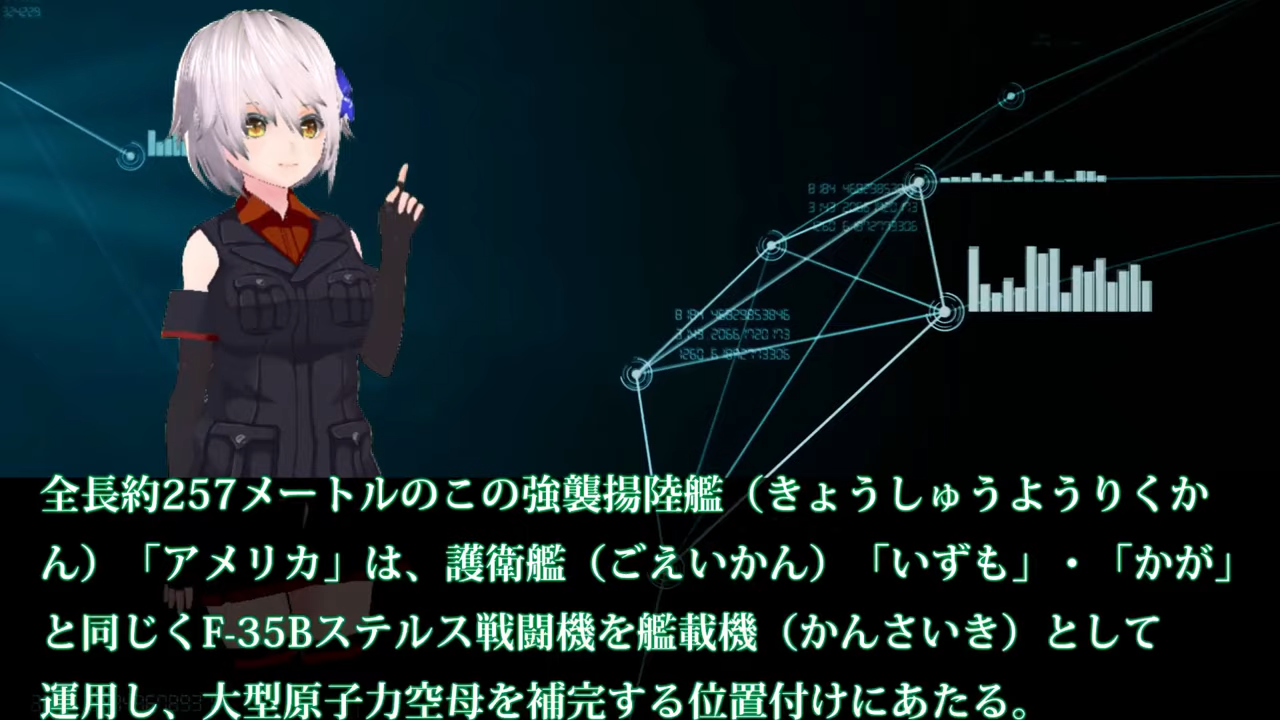 全長約257メートルのこの強襲揚陸艦（きょうしゅうようりくか
ん）「アメリカ」は、護衛艦（ごえいかん）「いずも」・「かが」
と同じくF-35Bステルス戦闘機を艦載機（かんさいき）として
運用し、大型原子力空母を補完する位置付けにあたる。